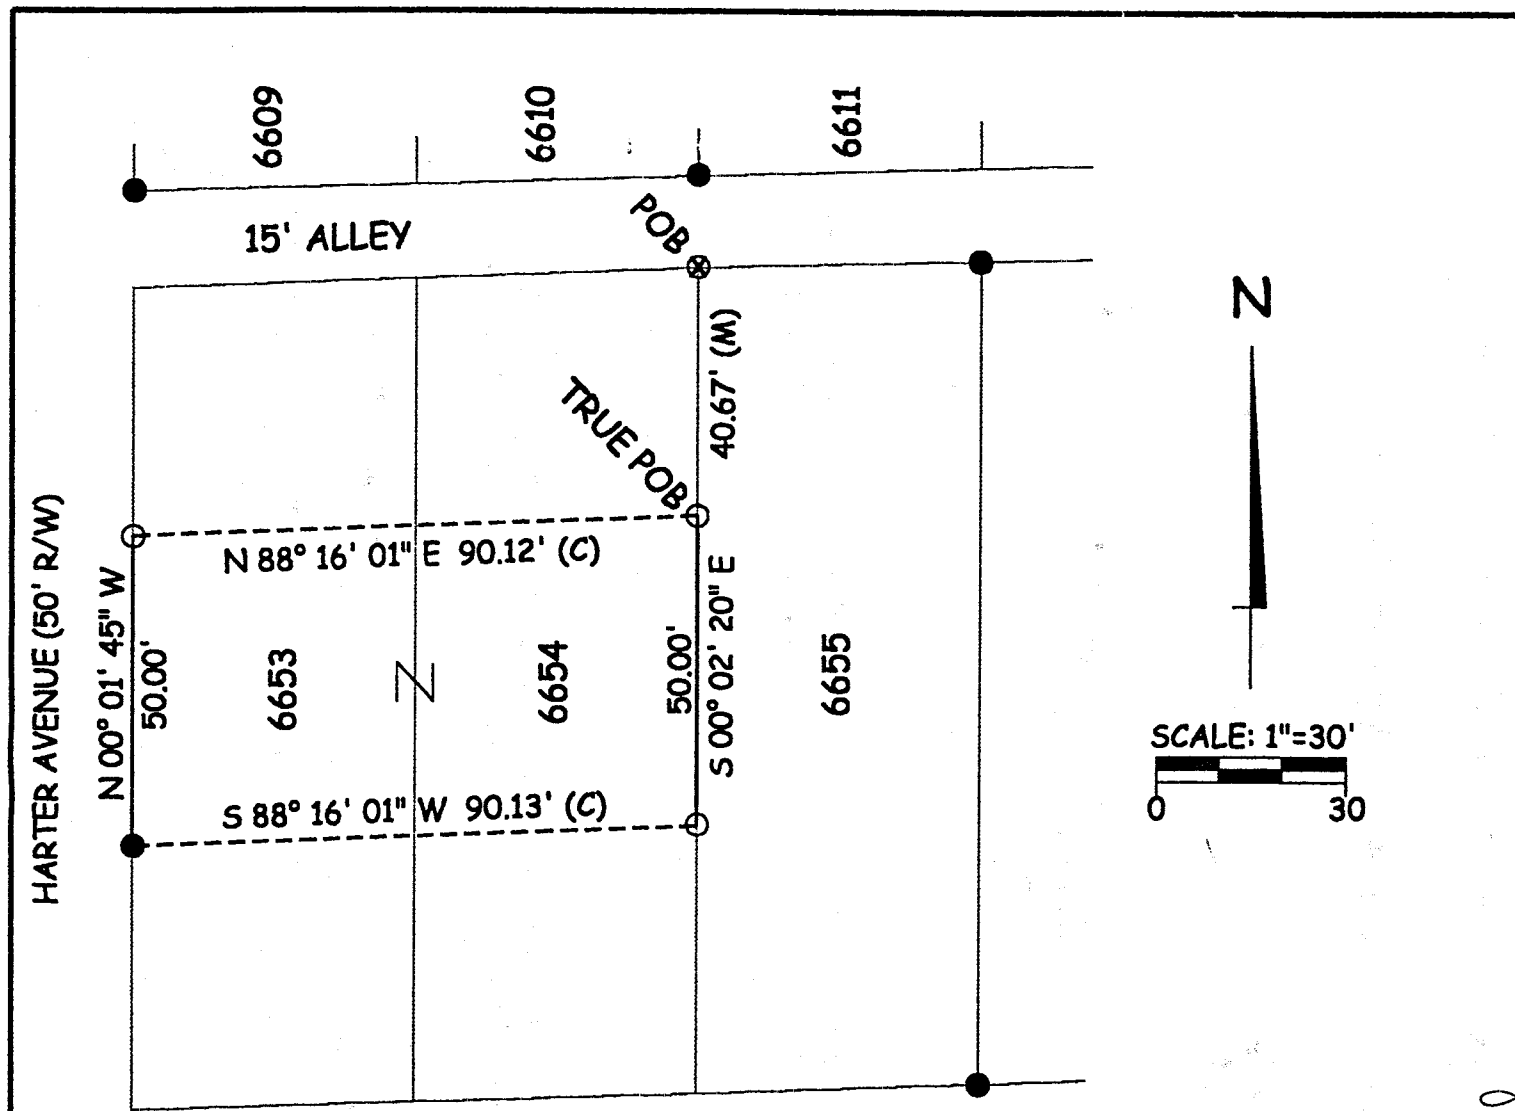 6609
6610
6611
15' ALLEY
POB
N
40.67' (M)
TRUE POB
HARTER AVENUE (50' R/W)
N 88° 16' 01" E 90.12' (C)
N 00° 01' 45" W
50.00'
6653
Z
6654
50.00'
S 00° 02' 20" E
6655
SCALE: 1"=30'
0 30
S 88° 16' 01" W 90.13' (C)